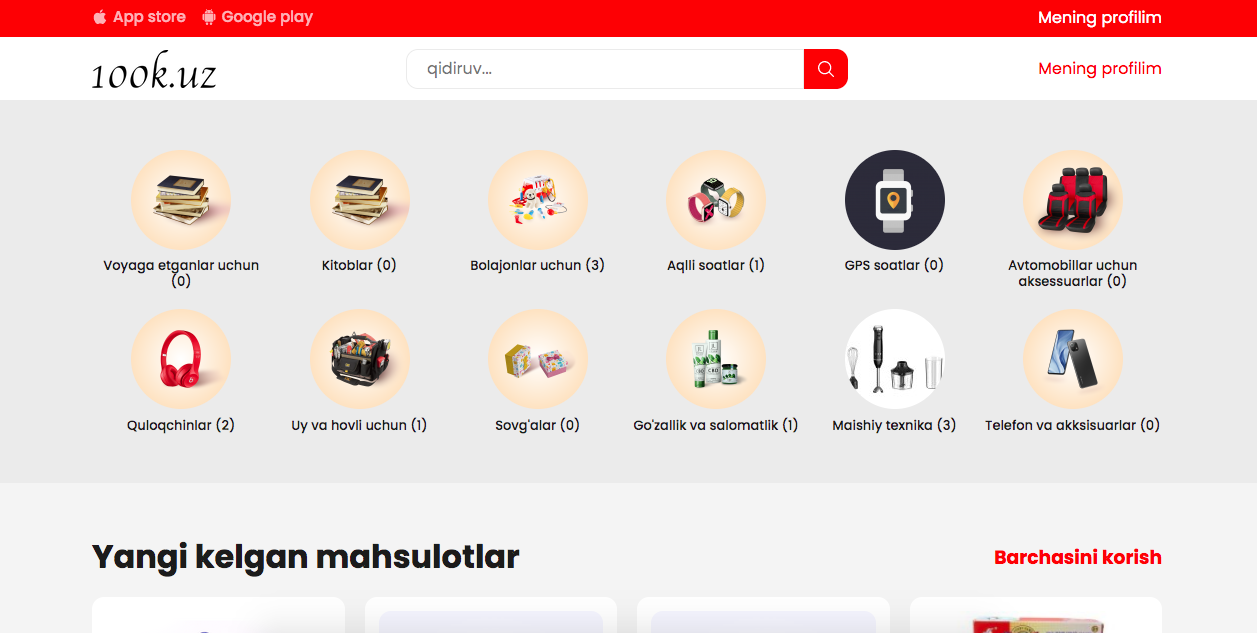 App store Google play Mening profilim
100k.uz qidiruv... Mening profilim
Voyaga etganlar uchun
(0)
Kitoblar (0)
Bolajonlar uchun (3)
Aqlli soatlar (1)
GPS soatlar (0)
Avtomobillar uchun
aksessuarlar (0)
Quloqchinlar (2)
Uy va hovli uchun (1)
Sovg'alar (0)
Go'zallik va salomatlik (1)
Maishiy texnika (3)
Telefon va akksisuarlar (0)
Yangi kelgan mahsulotlar
Barchasini korish